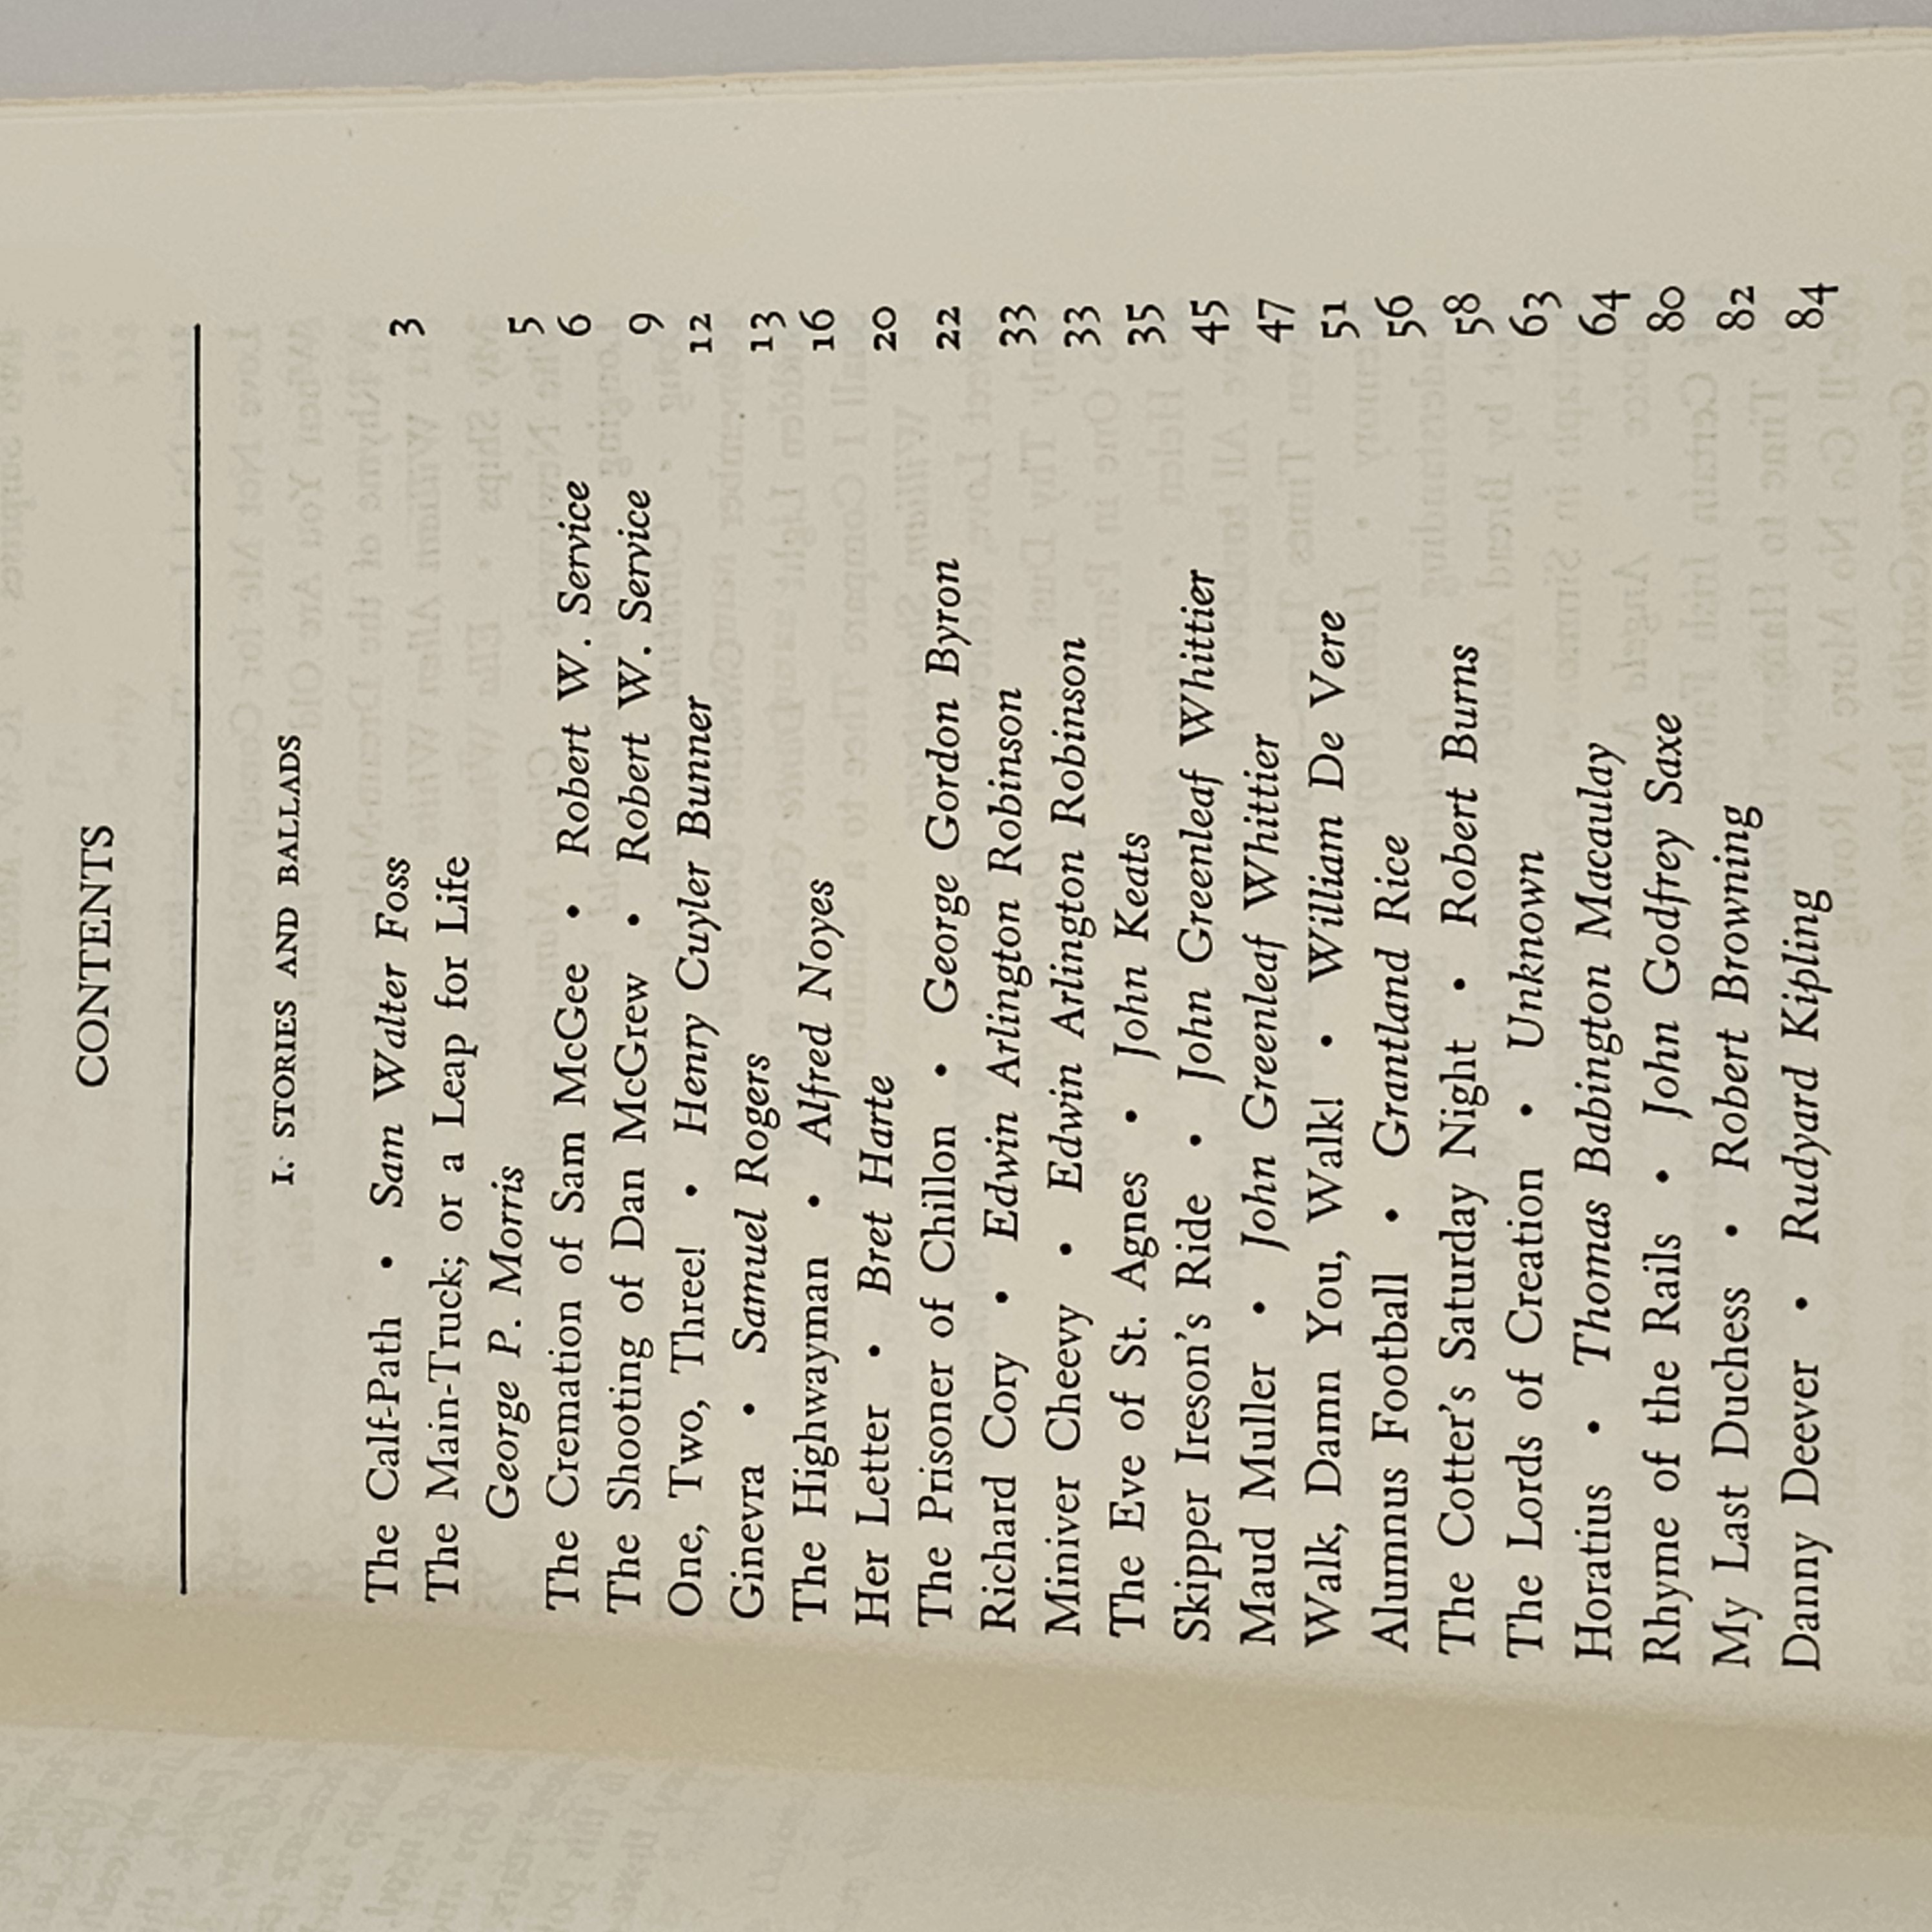 CONTENTS
I. STORIES AND BALLADS
The Calf-Path • Sam Walter Foss 3
The Main-Truck; or a Leap for Life
George P. Morris 5
The Cremation of Sam McGee • Robert W. Service 6
The Shooting of Dan McGrew • Robert W. Service 9
One, Two, Three! • Henry Cuyler Bunner 12
Ginevra • Samuel Rogers 13
The Highwayman • Alfred Noyes 16
Her Letter • Bret Harte 20
The Prisoner of Chillon • George Gordon Byron 22
Richard Cory • Edwin Arlington Robinson 33
Miniver Cheevy • Edwin Arlington Robinson 33
The Eve of St. Agnes • John Keats 35
Skipper Ireson's Ride • John Greenleaf Whittier 45
Maud Muller • John Greenleaf Whittier 47
Walk, Damn You, Walk! • William De Vere 51
Alumnus Football • Grantland Rice 56
The Cotter's Saturday Night • Robert Burns 58
The Lords of Creation • Unknown 63
Horatius • Thomas Babington Macaulay 64
Rhyme of the Rails • John Godfrey Saxe 80
My Last Duchess • Robert Browning 82
Danny Deever • Rudyard Kipling 84